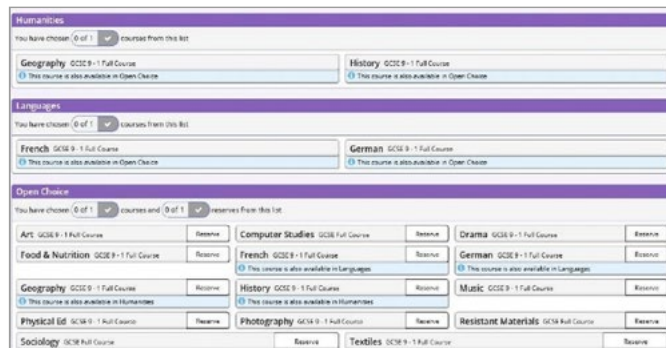 Humanities
You have chosen 0 of 1 courses from this list
Geography GCSE 9 - 1 Full Course
This course is also available in Open Choice
History GCSE 9 - 1 Full Course
This course is also available in Open Choice
Languages
You have chosen 0 of 1 courses from this list
French GCSE 9 - 1 Full Course
This course is also available in Open Choice
German GCSE 9 - 1 Full Course
This course is also available in Open Choice
Open Choice
You have chosen 0 of 1 courses and 0 of 1 reserves from this list
Art GCSE 9 - 1 Full Course Reserve
Computer Studies GCSE Full Course Reserve
Drama GCSE 9 - 1 Full Course Reserve
Food & Nutrition GCSE 9 - 1 Full Course Reserve
French GCSE 9 - 1 Full Course Reserve
This course is also available in Languages
German GCSE 9 - 1 Full Course Reserve
This course is also available in Languages
Geography GCSE 9 - 1 Full Course Reserve
This course is also available in Humanities
History GCSE 9 - 1 Full Course Reserve
This course is also available in Humanities
Music GCSE 9 - 1 Full Course Reserve
Physical Ed GCSE 9 - 1 Full Course Reserve
Photography GCSE 9 - 1 Full Course Reserve
Resistant Materials GCSE Full Course Reserve
Sociology GCSE Full Course Reserve
Textiles GCSE 9 - 1 Full Course Reserve